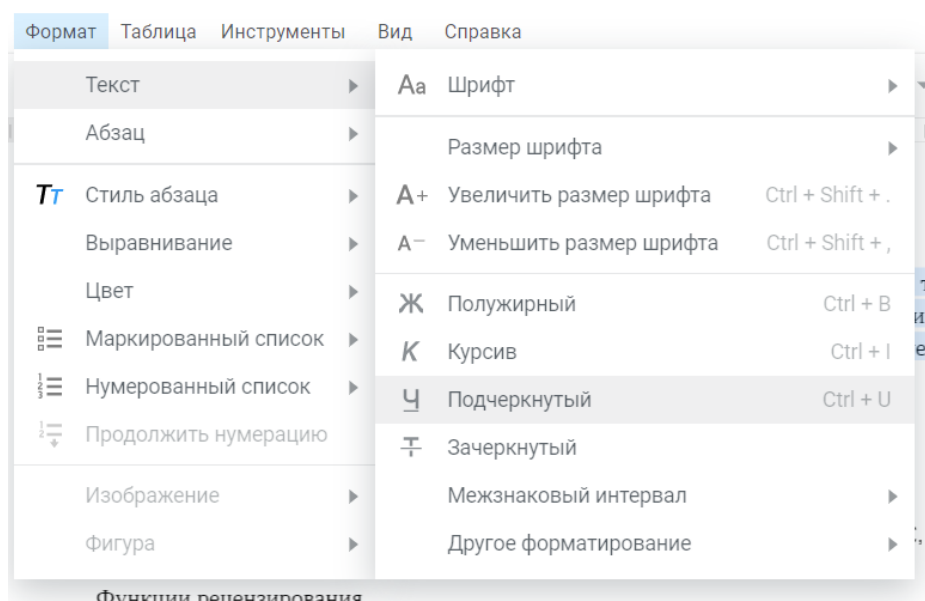 Формат Таблица Инструменты Вид Справка
Текст
Абзац
Стиль абзаца
Выравнивание
Цвет
Маркированный список
Нумерованный список
Продолжить нумерацию
Изображение
Фигура
Aa Шрифт
Размер шрифта
A+ Увеличить размер шрифта Ctrl + Shift + .
A− Уменьшить размер шрифта Ctrl + Shift + ,
Ж Полужирный Ctrl + B
К Курсив Ctrl + I
Ч Подчеркнутый Ctrl + U
Т Зачеркнутый
Межзнаковый интервал
Другое форматирование
Функции рецензирования